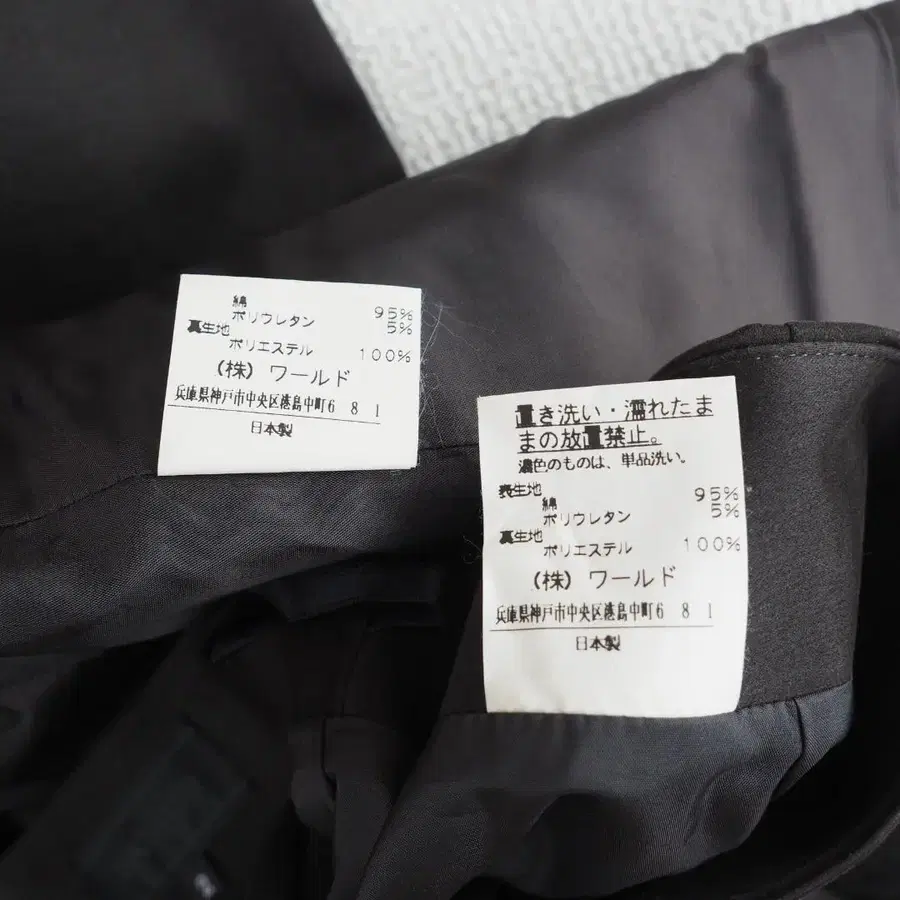 綿 95%
ポリウレタン 5%
裏生地
ポリエステル 100%
(株) ワールド
兵庫県神戸市中央区港島中町6 8 1
日本製
置き洗い・濡れたま
まの放置禁止。
濃色のものは、単品洗い。
表生地
綿 95%
ポリウレタン 5%
裏生地
ポリエステル 100%
(株) ワールド
兵庫県神戸市中央区港島中町6 8 1
日本製